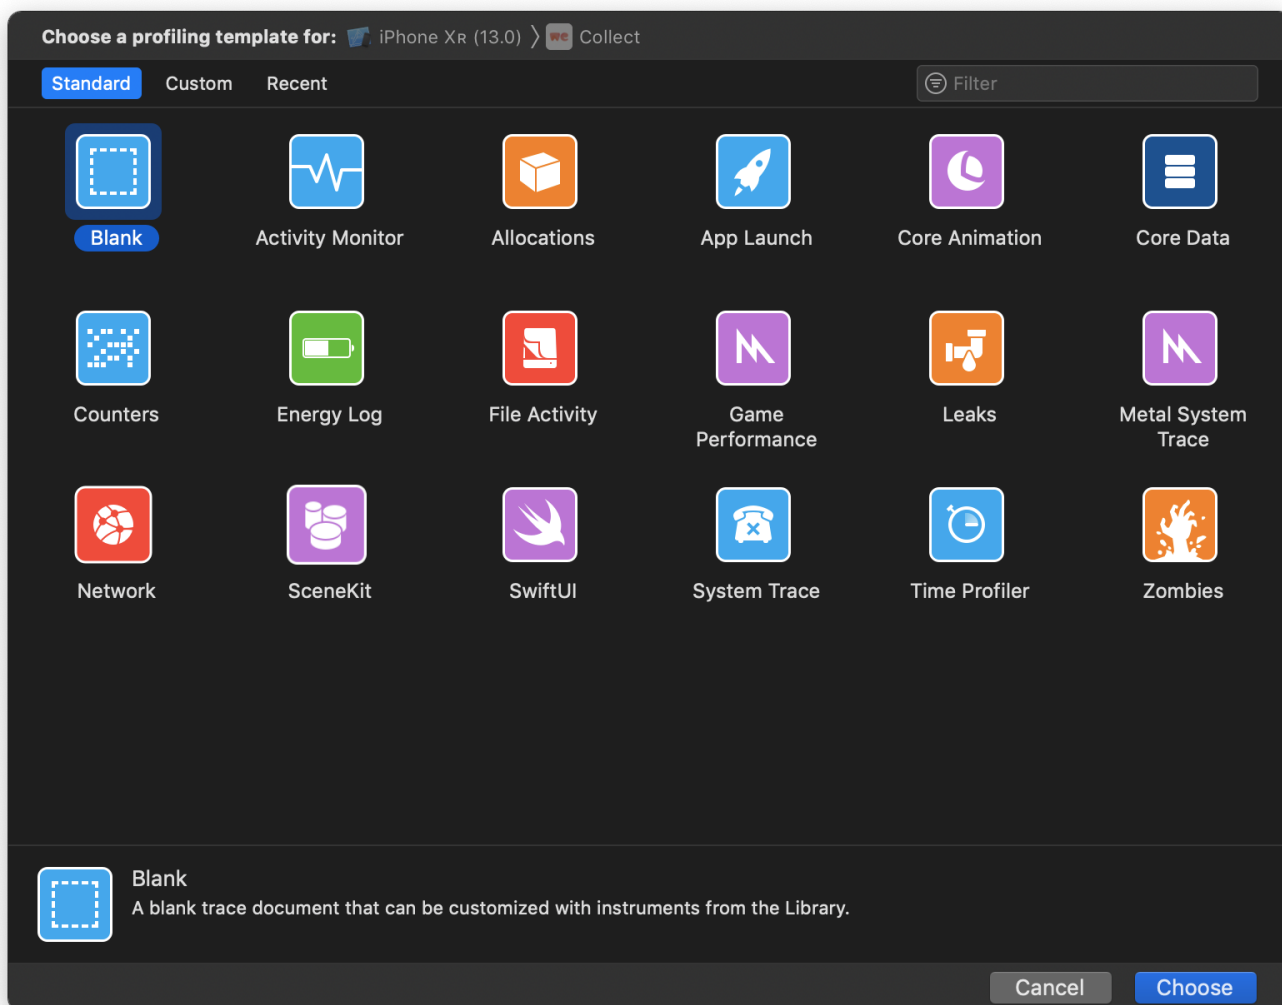 Choose a profiling template for: iPhone XR (13.0) 〉 we Collect
Standard Custom Recent Filter
Blank Activity Monitor Allocations App Launch Core Animation Core Data
Counters Energy Log File Activity Game Performance Leaks Metal System Trace
Network SceneKit SwiftUI System Trace Time Profiler Zombies
Blank
A blank trace document that can be customized with instruments from the Library.
Cancel Choose